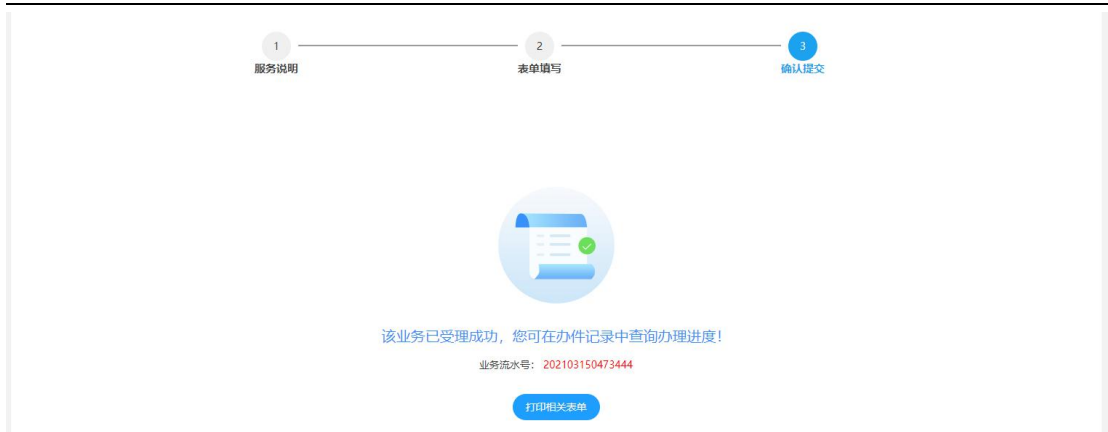 1
2
3
服务说明
表单填写
确认提交
该业务已受理成功，您可在办件记录中查询办理进度！
业务流水号： 202103150473444
打印相关表单